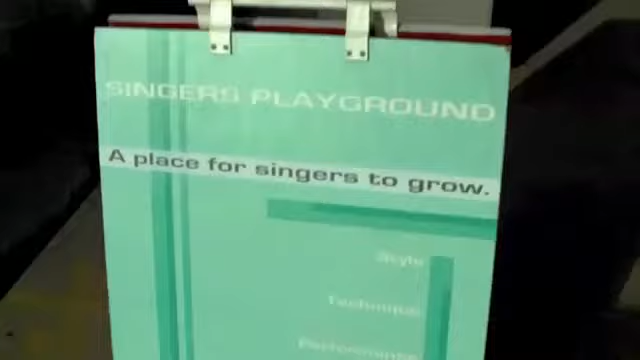 SINGERS PLAYGROUND
A place for singers to grow.
Style
Technique
Performance